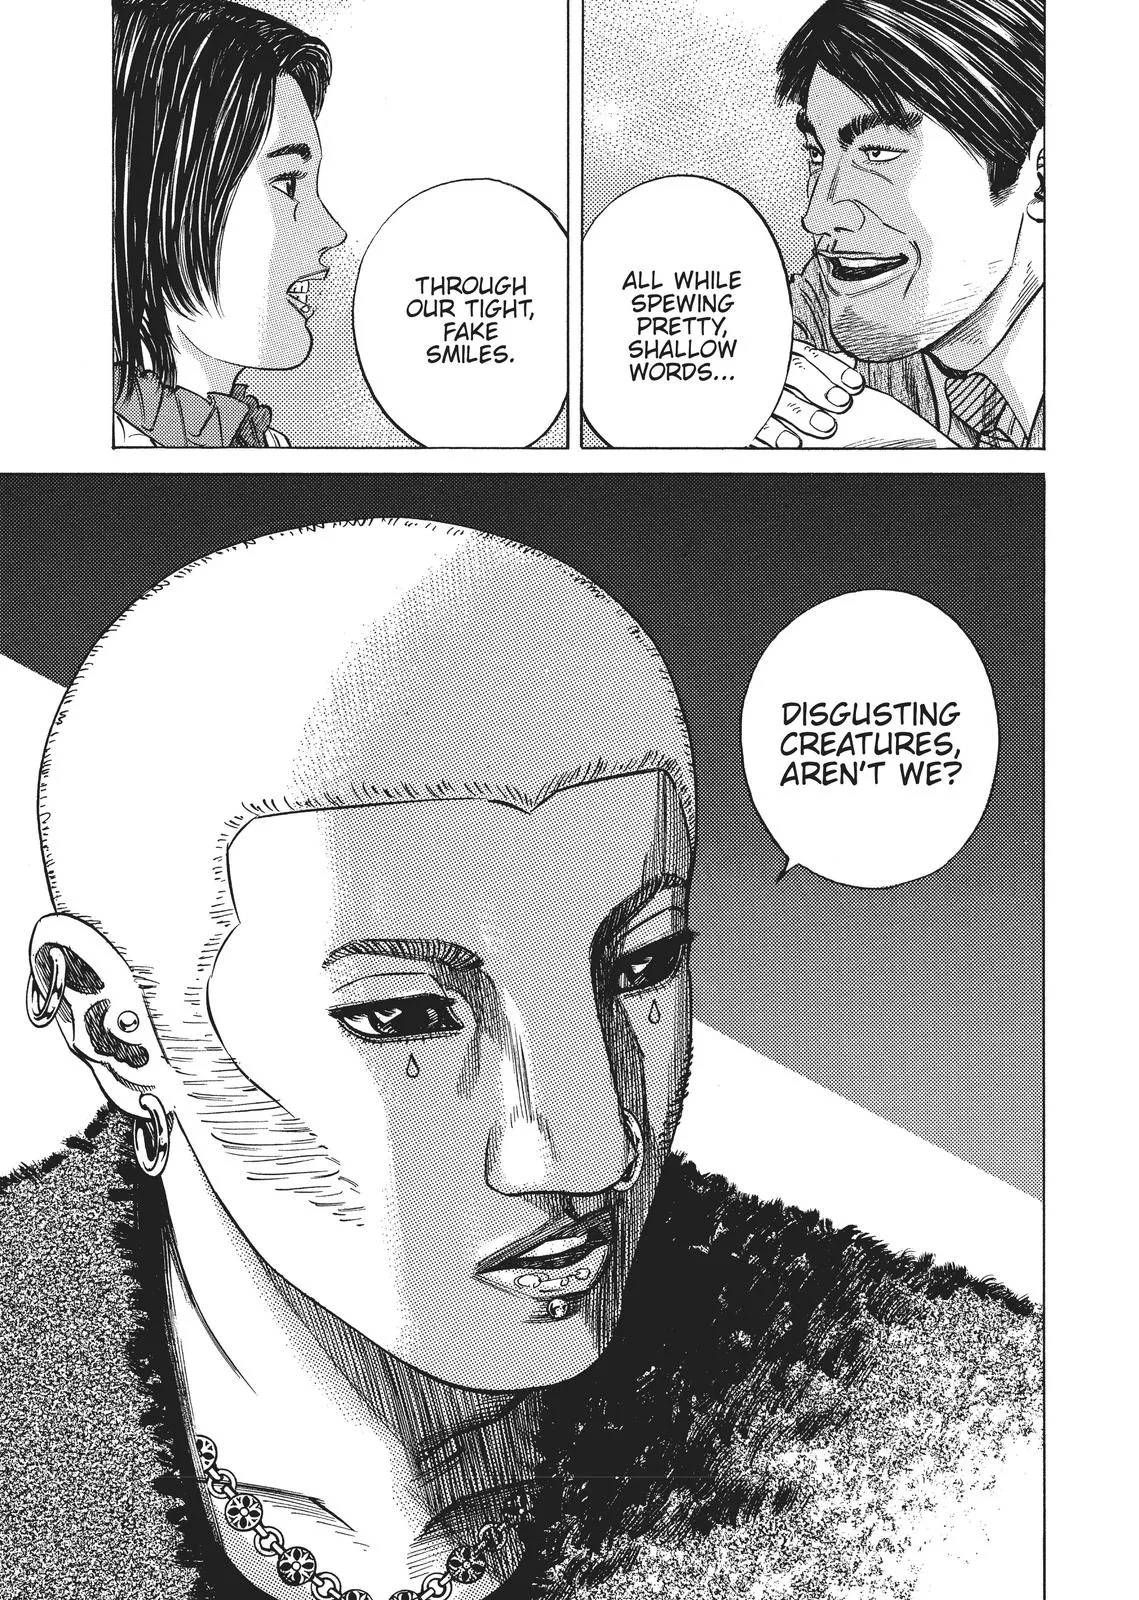 ALL WHILE
SPEWING
PRETTY,
SHALLOW
WORDS...
THROUGH
OUR TIGHT,
FAKE
SMILES.
DISGUSTING
CREATURES,
AREN'T WE?